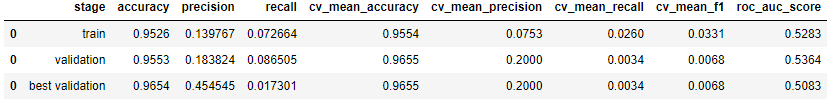 stage accuracy precision recall cv_mean_accuracy cv_mean_precision cv_mean_recall cv_mean_f1 roc_auc_score
0 train 0.9526 0.139767 0.072664 0.9554 0.0753 0.0260 0.0331 0.5283
0 validation 0.9553 0.183824 0.086505 0.9655 0.2000 0.0034 0.0068 0.5364
0 best validation 0.9654 0.454545 0.017301 0.9655 0.2000 0.0034 0.0068 0.5083